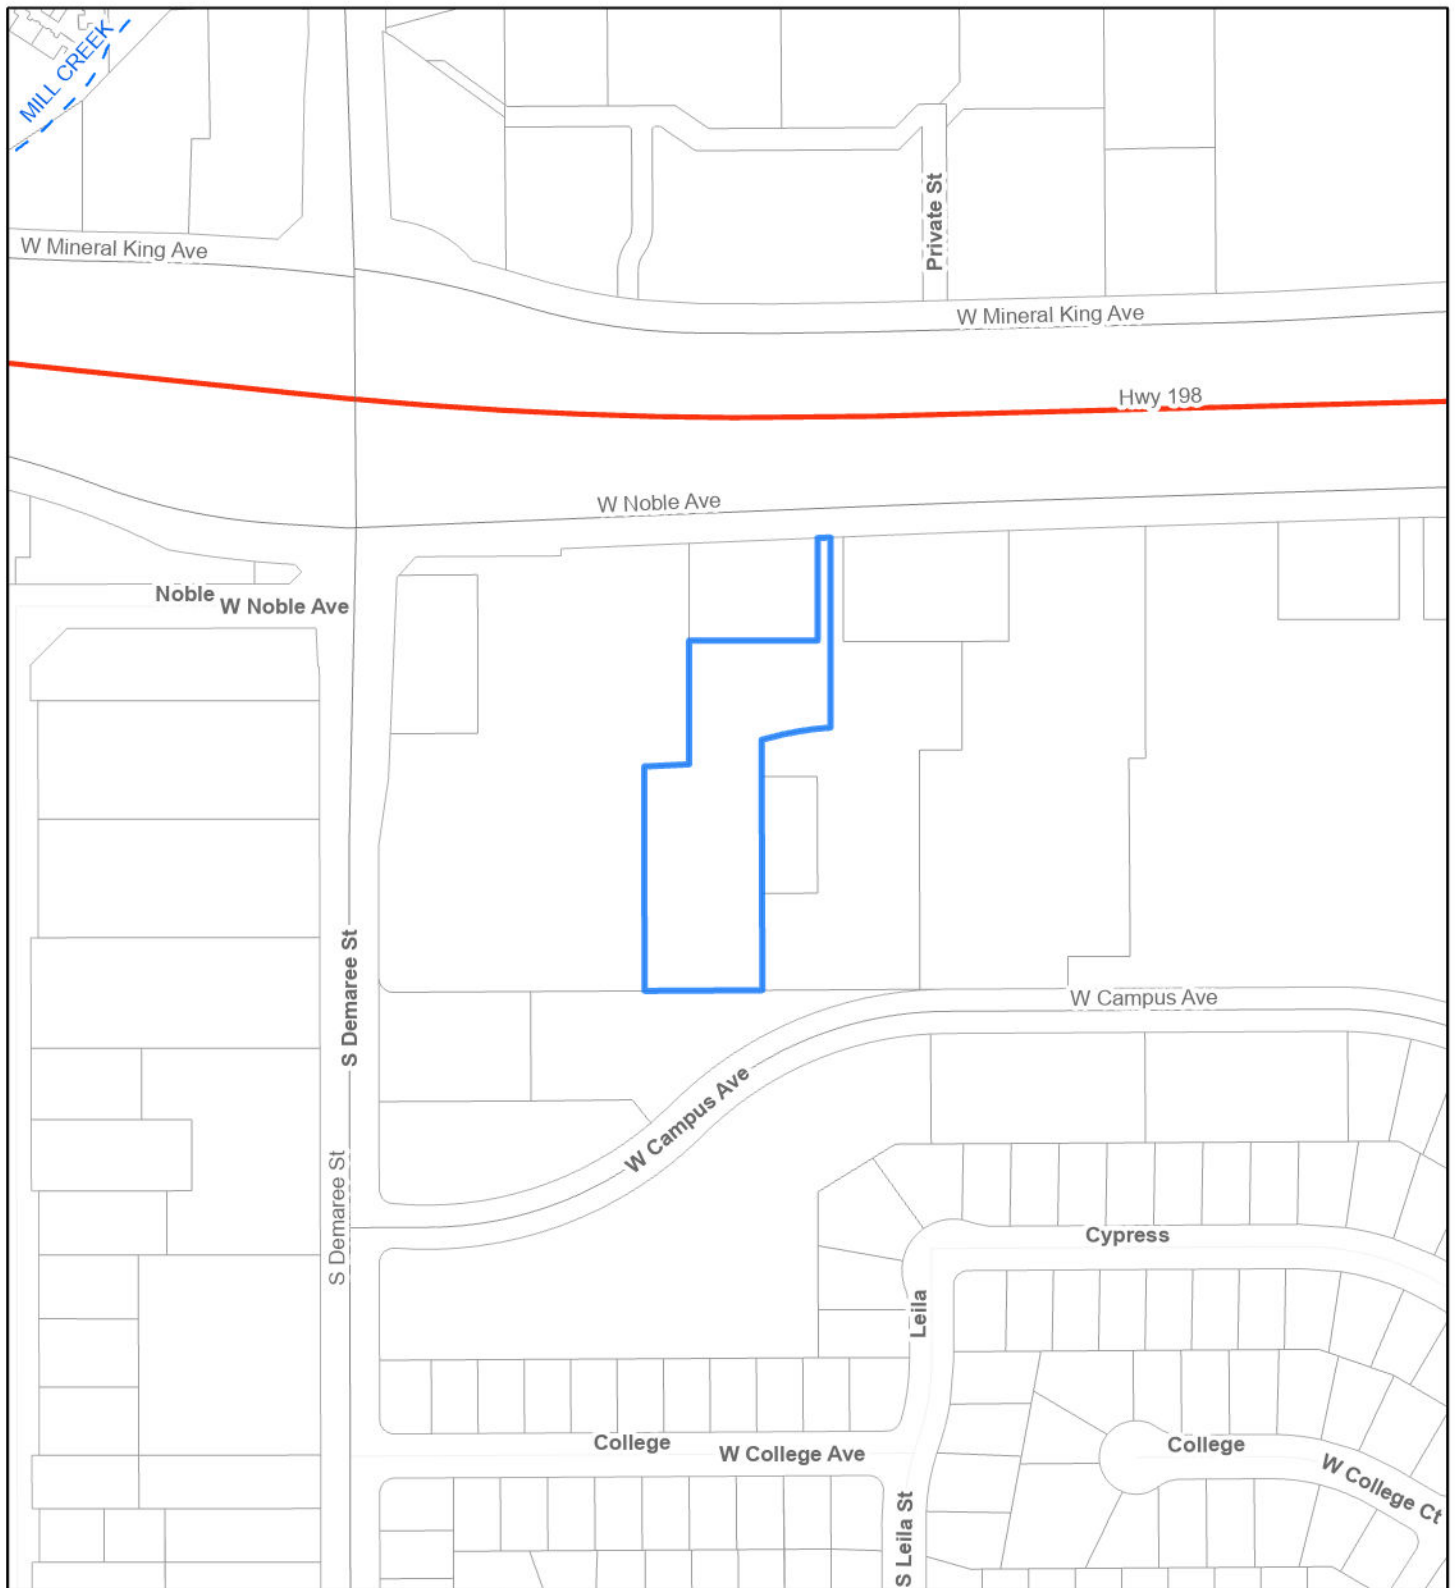 MILL CREEK
Private St
W Mineral King Ave
W Mineral King Ave
Hwy 198
W Noble Ave
Noble
W Noble Ave
S Demaree St
W Campus Ave
W Campus Ave
S Demaree St
Cypress
Leila
College
W College Ave
College
W College Ct
S Leila St